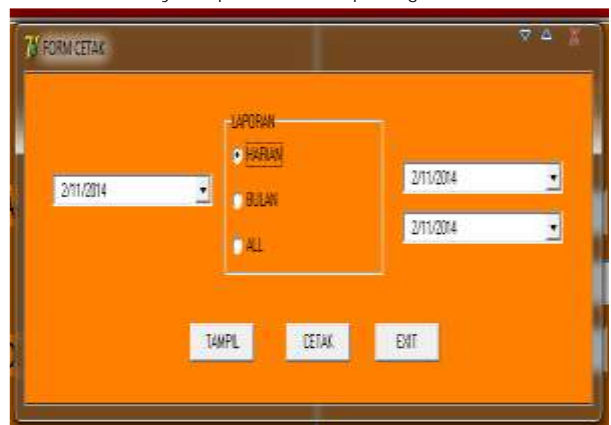 FORM CETAK
LAPORAN
HARIAN
2/11/2014
2/11/2014
BULAN
2/11/2014
ALL
TAMPIL
CETAK
EXIT